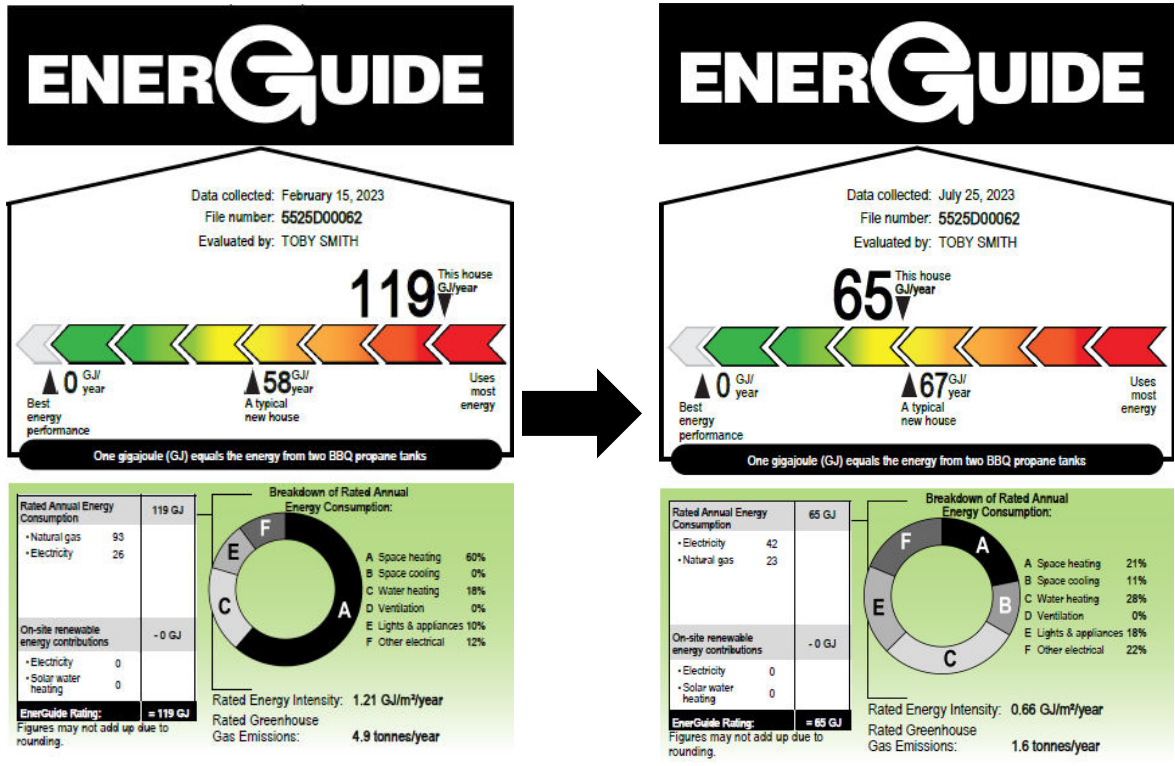 ENERGUIDE
Data collected: February 15, 2023
File number: 5525D00062
Evaluated by: TOBY SMITH
119
This house
GJ/year
0 GJ/
year
Best
energy
performance
58 GJ/
year
A typical
new house
Uses
most
energy
One gigajoule (GJ) equals the energy from two BBQ propane tanks
Rated Annual Energy
Consumption
119 GJ
• Natural gas 93
• Electricity 26
On-site renewable
energy contributions
- 0 GJ
• Electricity 0
• Solar water
heating 0
EnerGuide Rating: = 119 GJ
Figures may not add up due to
rounding.
Breakdown of Rated Annual
Energy Consumption:
F
E
C
A
A Space heating 60%
B Space cooling 0%
C Water heating 18%
D Ventilation 0%
E Lights & appliances 10%
F Other electrical 12%
Rated Energy Intensity: 1.21 GJ/m²/year
Rated Greenhouse
Gas Emissions: 4.9 tonnes/year
ENERGUIDE
Data collected: July 25, 2023
File number: 5525D00062
Evaluated by: TOBY SMITH
65
This house
GJ/year
0 GJ/
year
Best
energy
performance
67 GJ/
year
A typical
new house
Uses
most
energy
One gigajoule (GJ) equals the energy from two BBQ propane tanks
Rated Annual Energy
Consumption
65 GJ
• Electricity 42
• Natural gas 23
On-site renewable
energy contributions
- 0 GJ
• Electricity 0
• Solar water
heating 0
EnerGuide Rating: = 65 GJ
Figures may not add up due to
rounding.
Breakdown of Rated Annual
Energy Consumption:
F
A
E
B
C
A Space heating 21%
B Space cooling 11%
C Water heating 28%
D Ventilation 0%
E Lights & appliances 18%
F Other electrical 22%
Rated Energy Intensity: 0.66 GJ/m²/year
Rated Greenhouse
Gas Emissions: 1.6 tonnes/year